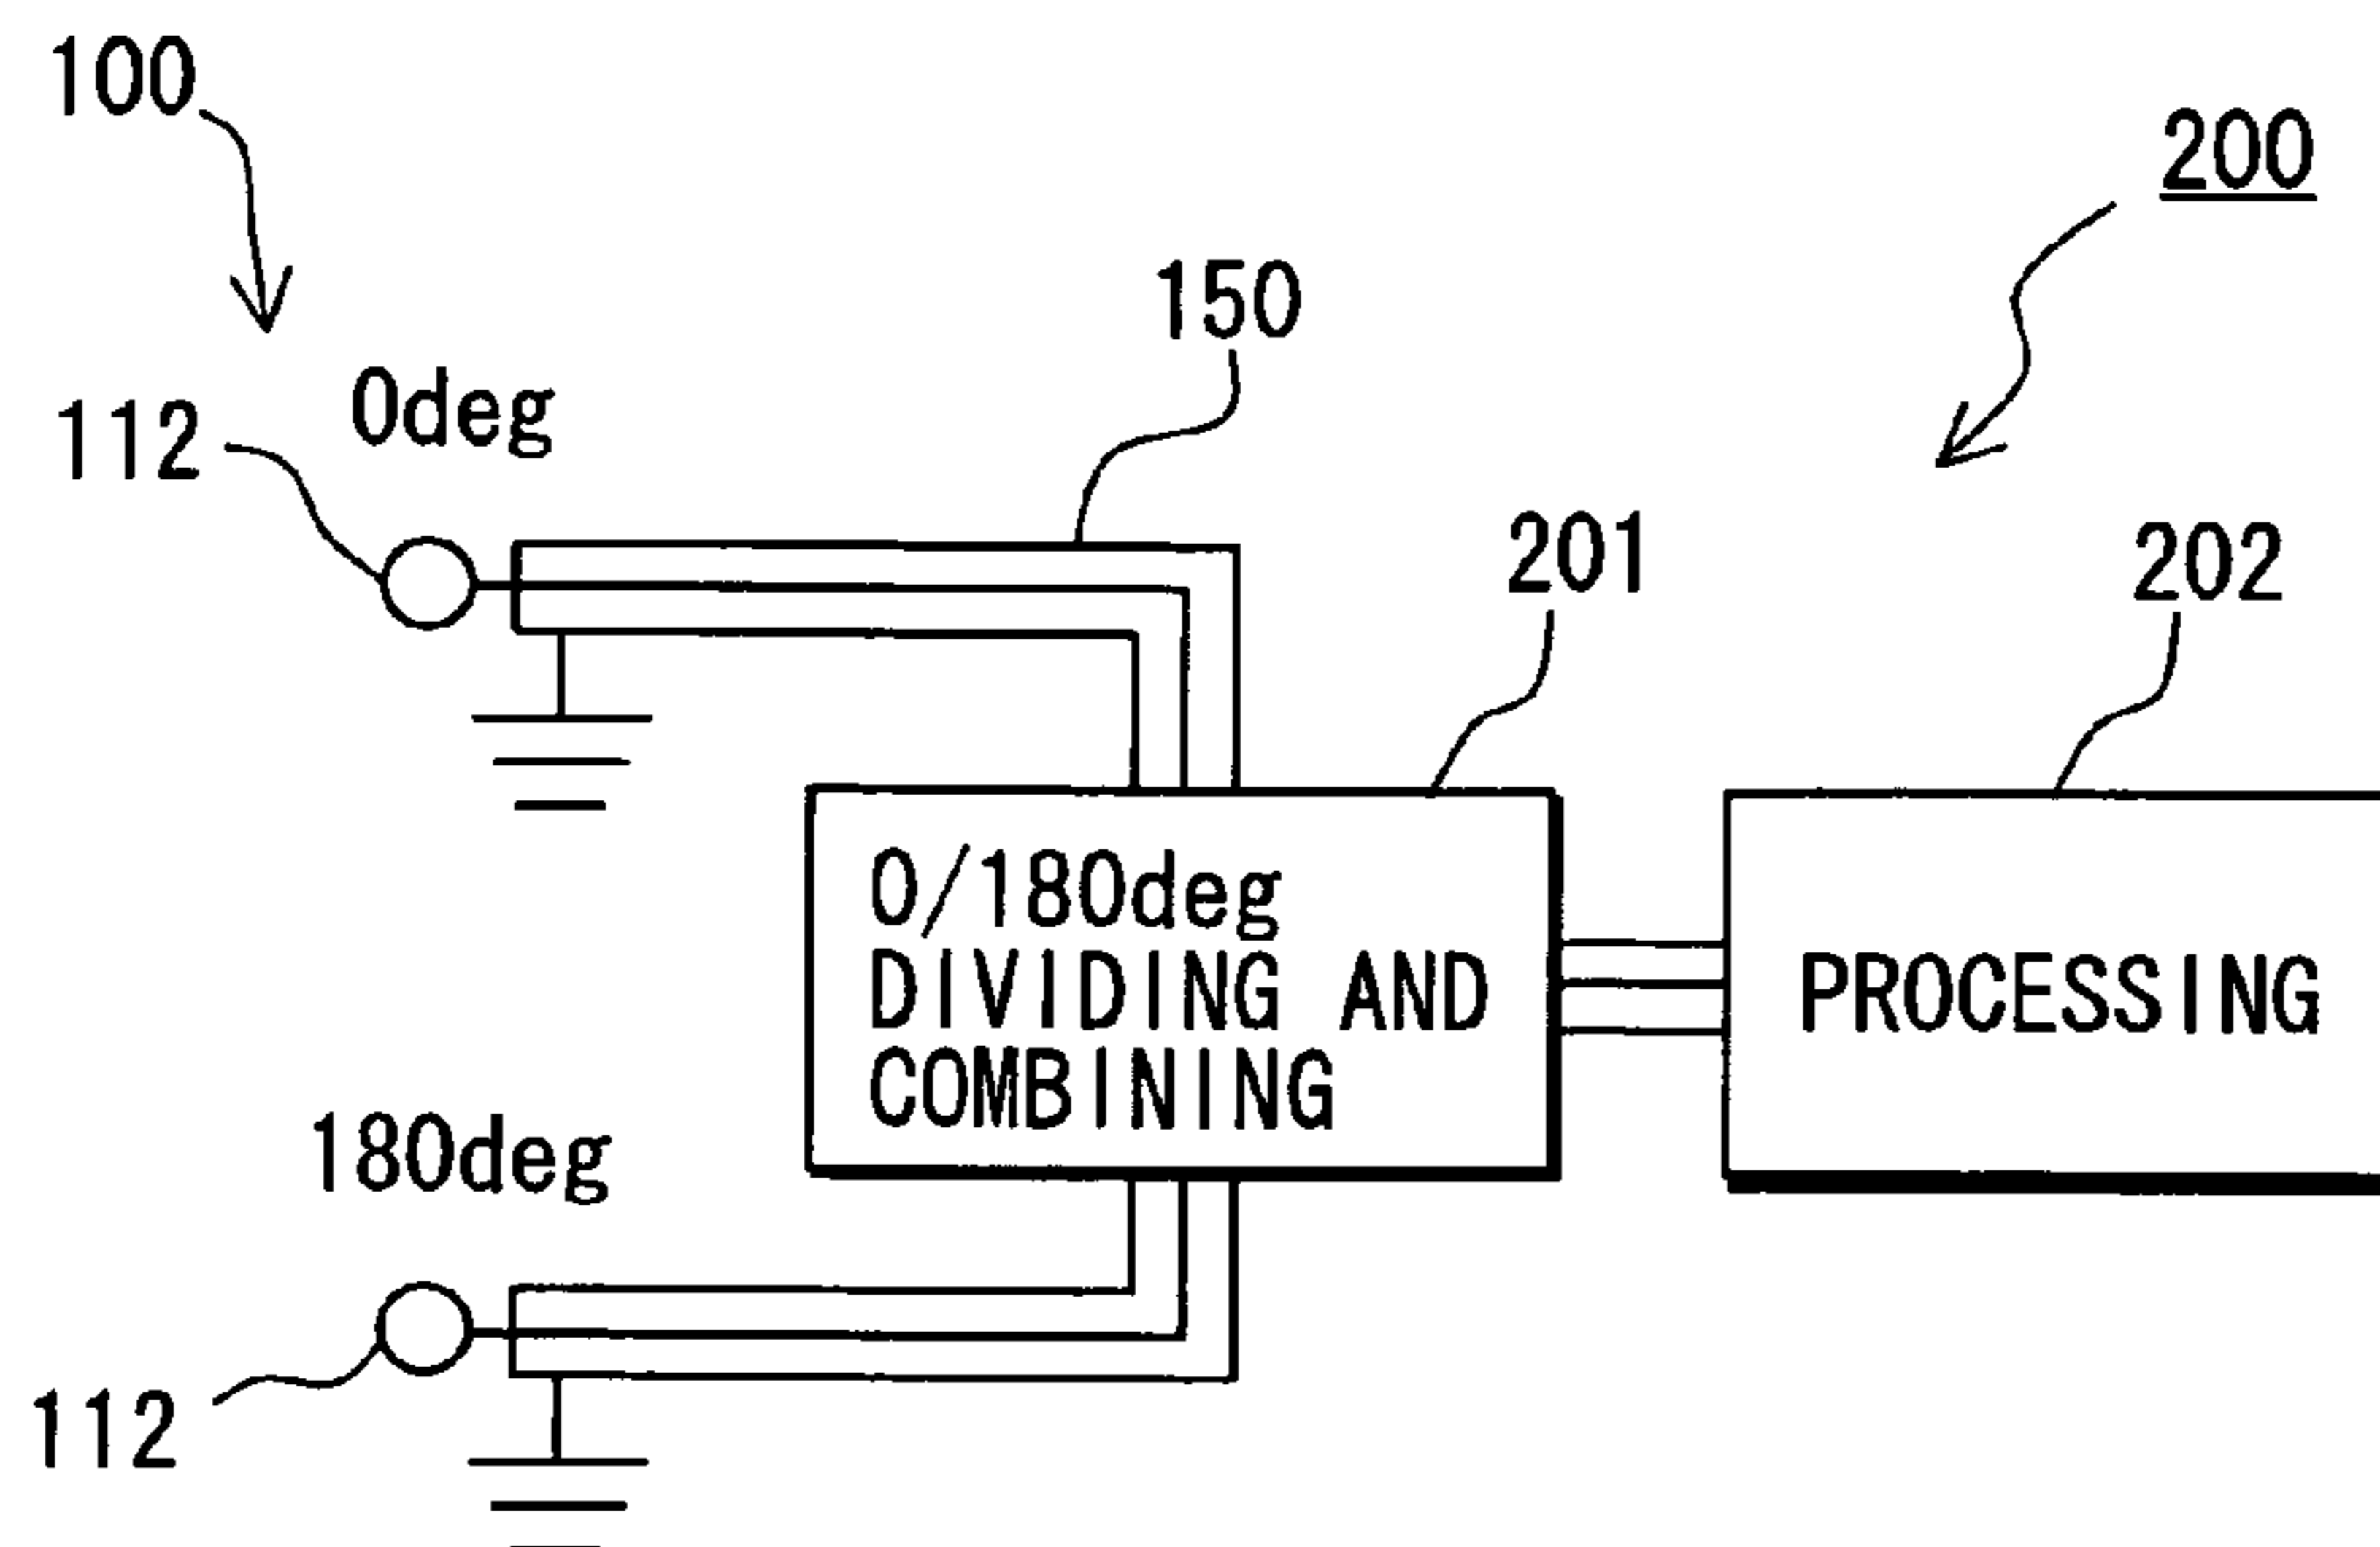 100
200
150
0deg
112
201
202
0/180deg
DIVIDING AND
COMBINING
PROCESSING
180deg
112